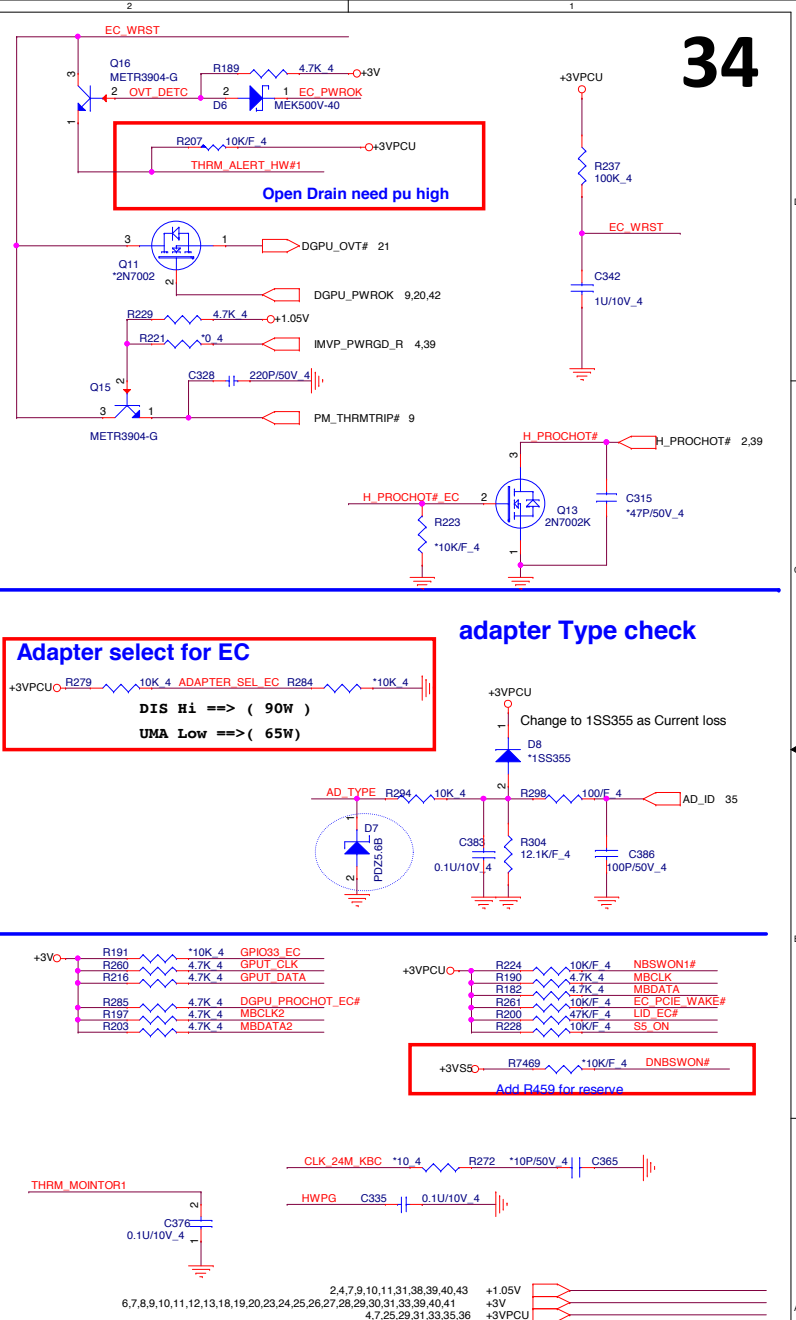 2
1
34
EC_WRST
Q16
METR3904-G
3
2
OVT_DETC
1
R189
4.7K_4
+3V
2
D6
1
EC_PWROK
MEK500V-40
R207
10K/F_4
+3VPCU
THRM_ALERT_HW#1
Open Drain need pu high
3
1
DGPU_OVT# 21
Q11
*2N7002
2
DGPU_PWROK 9,20,42
R229
4.7K_4
+1.05V
R221
*0_4
IMVP_PWRGD_R 4,39
Q15
2
C328
220P/50V_4
3
1
PM_THRMTRIP# 9
METR3904-G
+3VPCU
R237
100K_4
EC_WRST
C342
1U/10V_4
H_PROCHOT#
H_PROCHOT# 2,39
3
H_PROCHOT#_EC
2
Q13
2N7002K
C315
*47P/50V_4
R223
*10K/F_4
1
Adapter select for EC
+3VPCU
R279
10K_4
ADAPTER_SEL_EC
R284
*10K_4
DIS Hi ==> ( 90W )
UMA Low ==>( 65W)
adapter Type check
+3VPCU
1
Change to 1SS355 as Current loss
D8
*1SS355
2
AD_TYPE
R294
10K_4
R298
100/F_4
AD_ID 35
1
D7
PDZ5.6B
2
C383
0.1U/10V_4
R304
12.1K/F_4
C386
100P/50V_4
+3V
R191
*10K_4
GPIO33_EC
R260
4.7K_4
GPUT_CLK
R216
4.7K_4
GPUT_DATA
R285
4.7K_4
DGPU_PROCHOT_EC#
R197
4.7K_4
MBCLK2
R203
4.7K_4
MBDATA2
+3VPCU
R224
10K/F_4
NBSWON1#
R190
4.7K_4
MBCLK
R182
4.7K_4
MBDATA
R261
10K/F_4
EC_PCIE_WAKE#
R200
47K/F_4
LID_EC#
R228
10K/F_4
S5_ON
+3VS5
R7469
*10K/F_4
DNBSWON#
Add R459 for reserve
CLK_24M_KBC
*10_4
R272
*10P/50V_4
C365
THRM_MOINTOR1
2
C376
0.1U/10V_4
1
HWPG
C335
0.1U/10V_4
2,4,7,9,10,11,31,38,39,40,43 +1.05V
6,7,8,9,10,11,12,13,18,19,20,23,24,25,26,27,28,29,30,31,33,39,40,41 +3V
4,7,25,29,31,33,35,36 +3VPCU